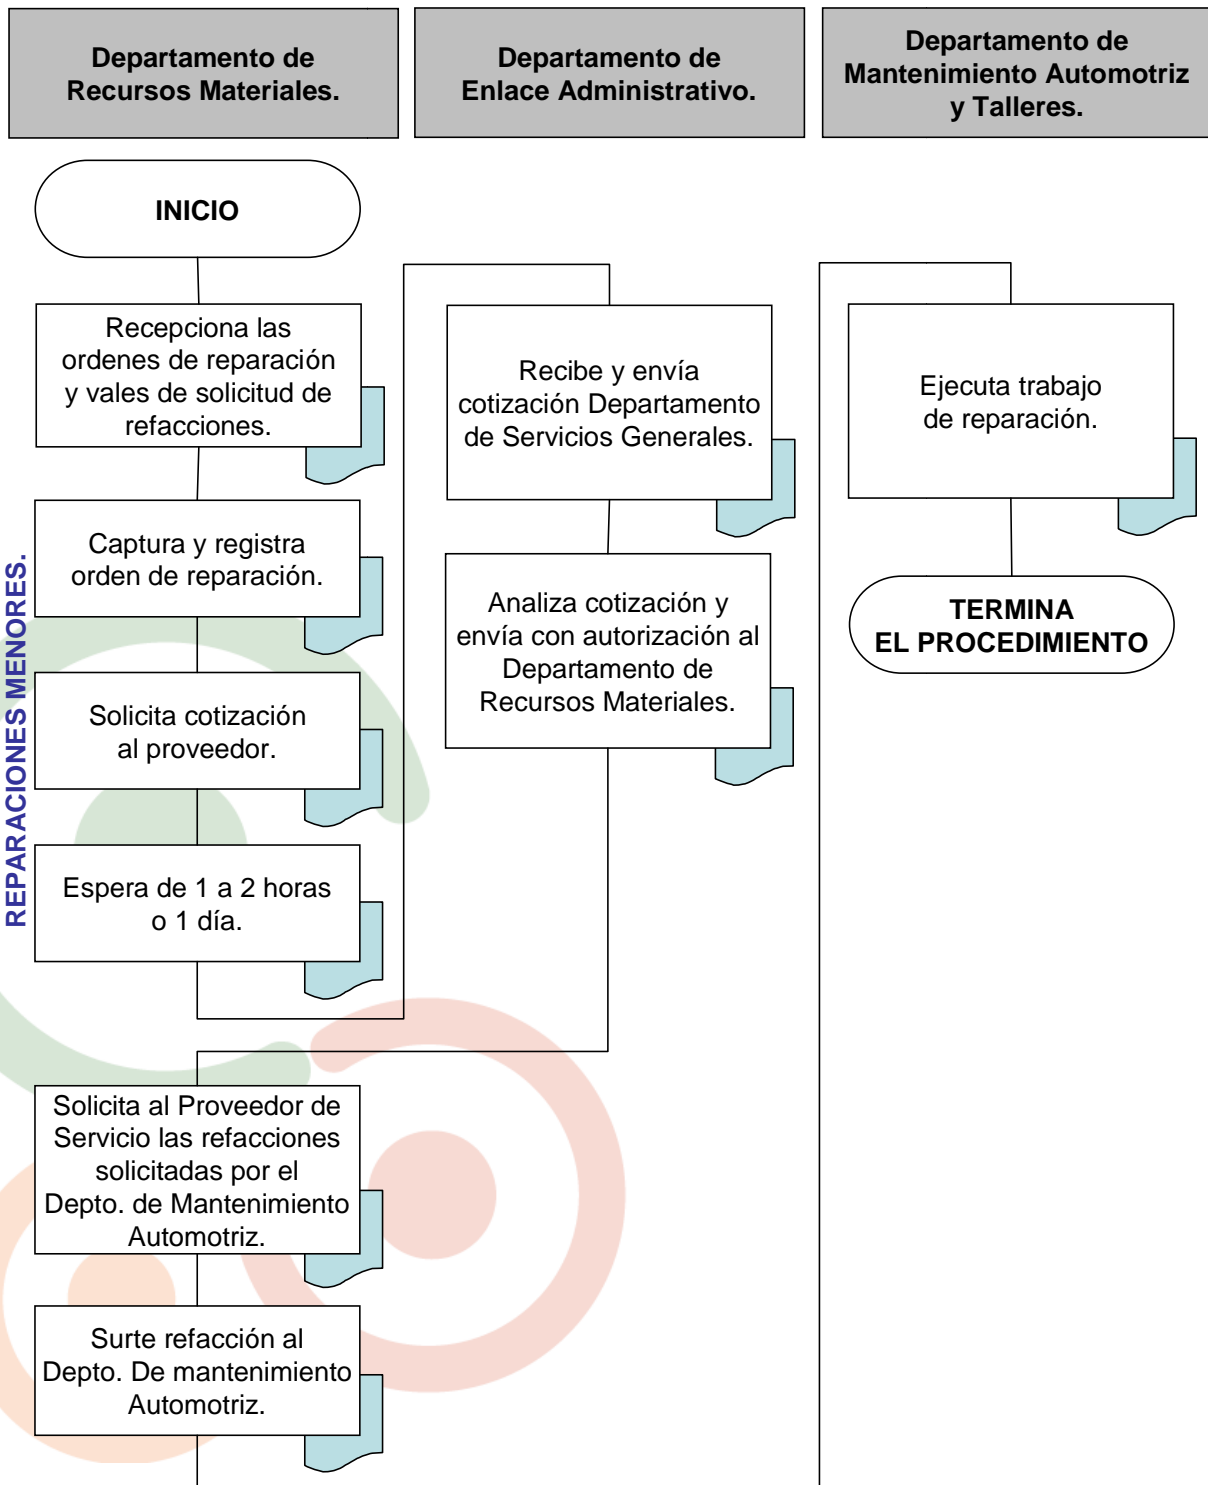 Departamento de
Recursos Materiales.
Departamento de
Enlace Administrativo.
Departamento de
Mantenimiento Automotriz
y Talleres.
REPARACIONES MENORES.
INICIO
Recepciona las
ordenes de reparación
y vales de solicitud de
refacciones.
Captura y registra
orden de reparación.
Solicita cotización
al proveedor.
Espera de 1 a 2 horas
o 1 día.
Recibe y envía
cotización Departamento
de Servicios Generales.
Analiza cotización y
envía con autorización al
Departamento de
Recursos Materiales.
Solicita al Proveedor de
Servicio las refacciones
solicitadas por el
Depto. de Mantenimiento
Automotriz.
Surte refacción al
Depto. De mantenimiento
Automotriz.
Ejecuta trabajo
de reparación.
TERMINA
EL PROCEDIMIENTO